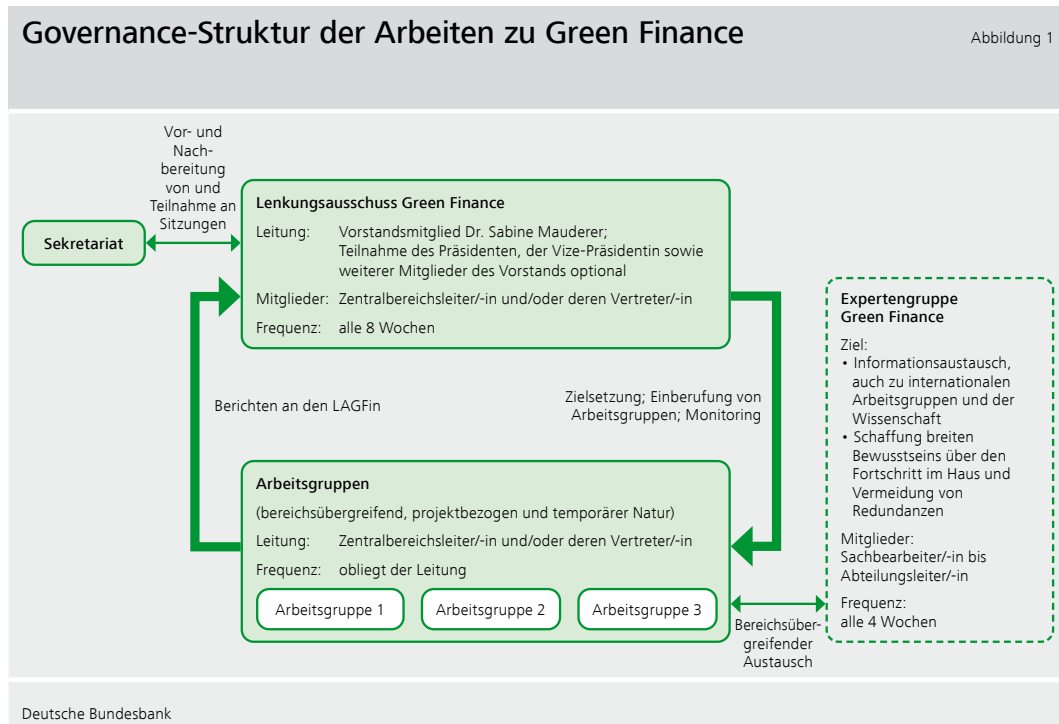 Governance-Struktur der Arbeiten zu Green Finance
Abbildung 1
Vor- und
Nach-
bereitung
von und
Teilnahme an
Sitzungen
Sekretariat
Lenkungsausschuss Green Finance
Leitung: Vorstandsmitglied Dr. Sabine Mauderer;
Teilnahme des Präsidenten, der Vize-Präsidentin sowie
weiterer Mitglieder des Vorstands optional
Mitglieder: Zentralbereichsleiter/-in und/oder deren Vertreter/-in
Frequenz: alle 8 Wochen
Berichten an den LAGFin
Zielsetzung; Einberufung von
Arbeitsgruppen; Monitoring
Arbeitsgruppen
(bereichsübergreifend, projektbezogen und temporärer Natur)
Leitung: Zentralbereichsleiter/-in und/oder deren Vertreter/-in
Frequenz: obliegt der Leitung
Arbeitsgruppe 1
Arbeitsgruppe 2
Arbeitsgruppe 3
Bereichsüber-
greifender
Austausch
Expertengruppe
Green Finance
Ziel:
• Informationsaustausch,
auch zu internationalen
Arbeitsgruppen und der
Wissenschaft
• Schaffung breiten
Bewusstseins über den
Fortschritt im Haus und
Vermeidung von
Redundanzen
Mitglieder:
Sachbearbeiter/-in bis
Abteilungsleiter/-in
Frequenz:
alle 4 Wochen
Deutsche Bundesbank